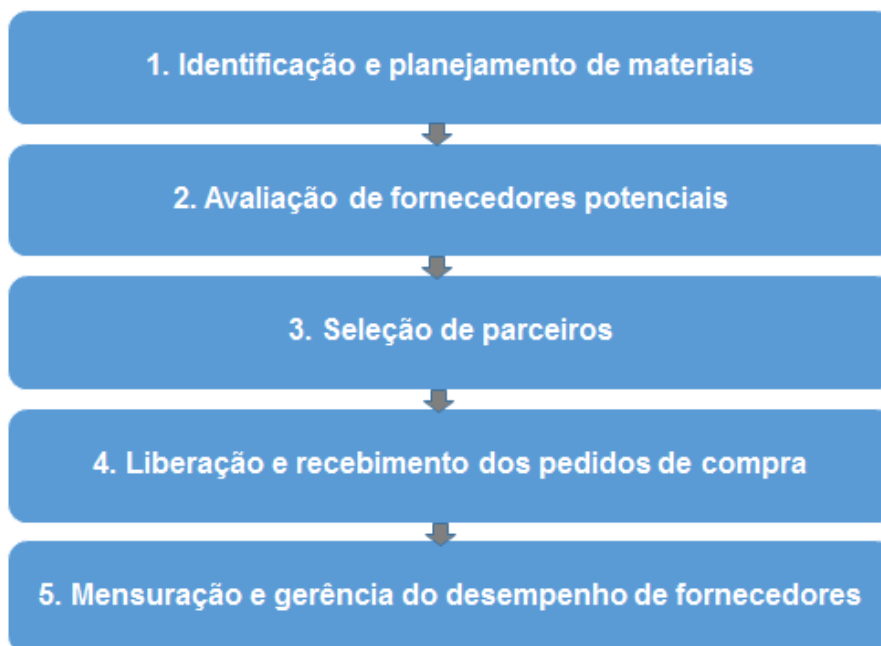 1. Identificação e planejamento de materiais
2. Avaliação de fornecedores potenciais
3. Seleção de parceiros
4. Liberação e recebimento dos pedidos de compra
5. Mensuração e gerência do desempenho de fornecedores